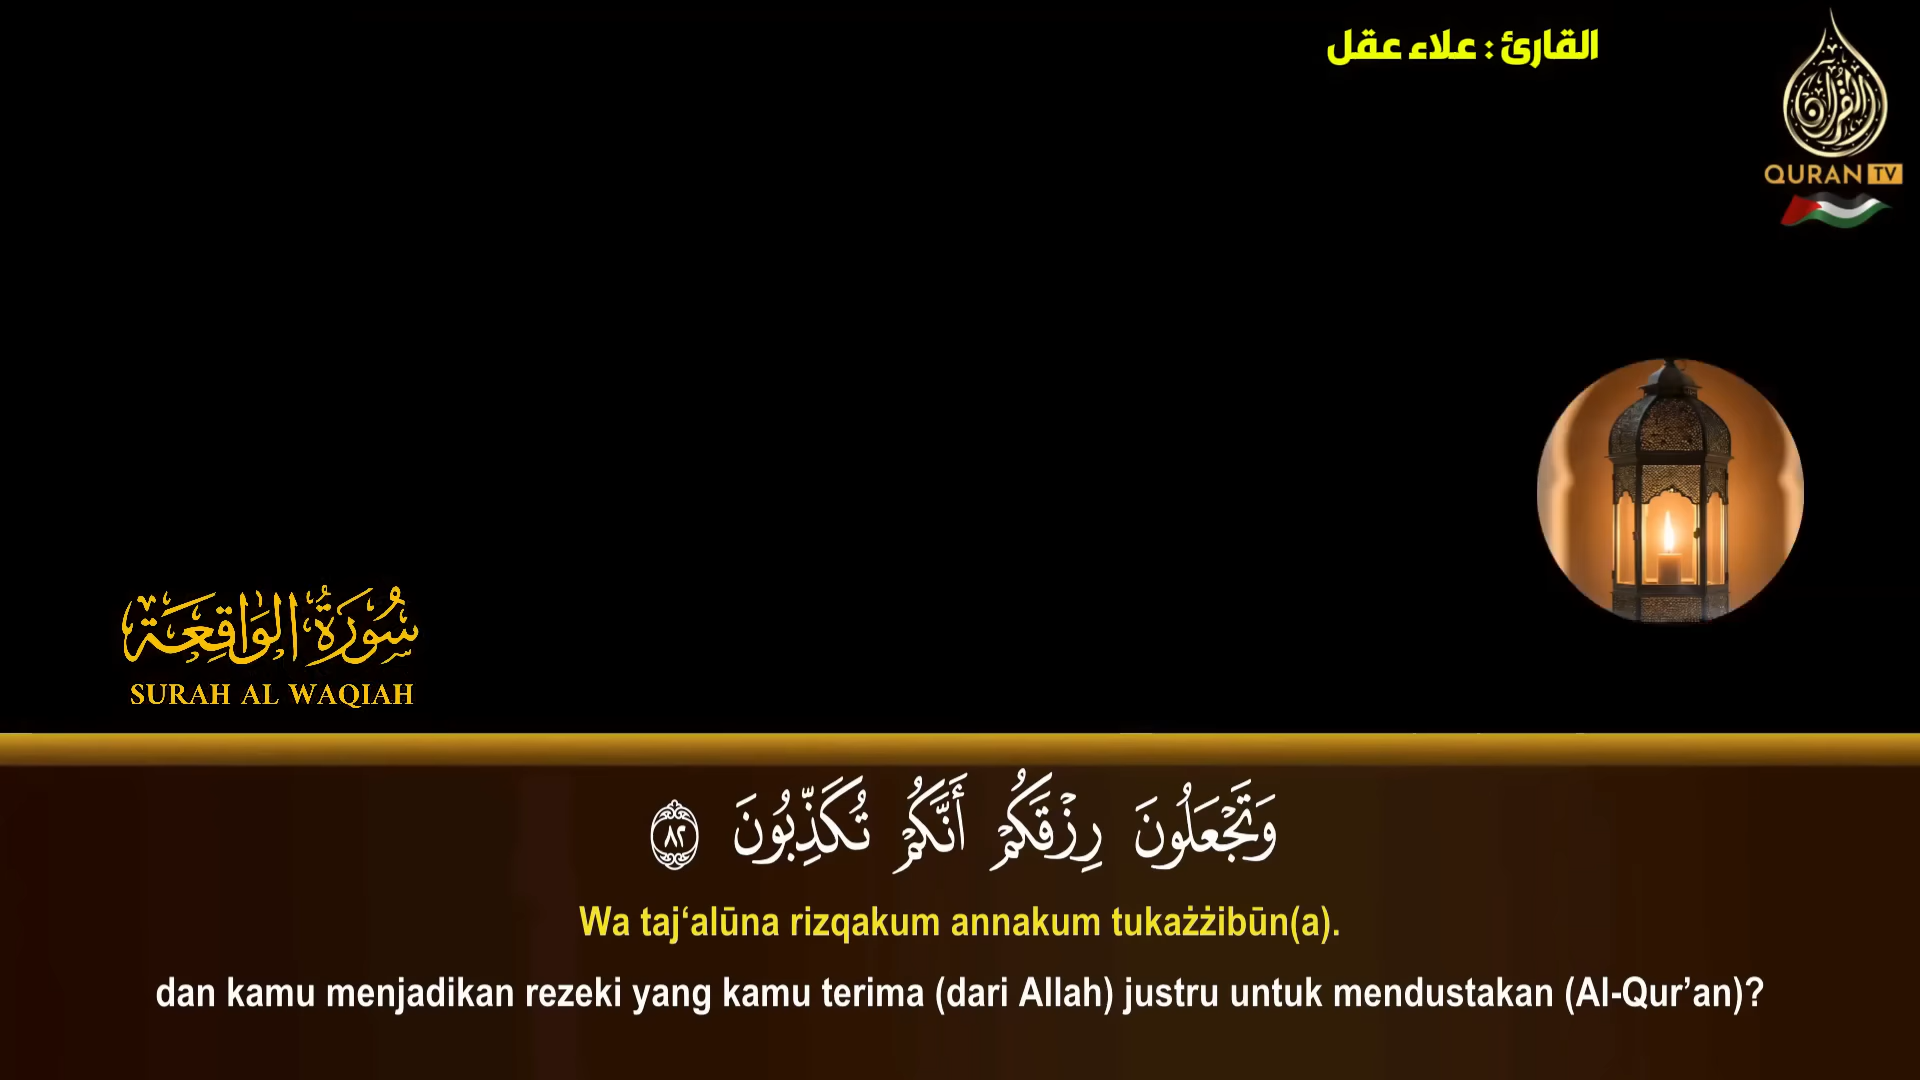 القارئ : علاء عقل
القرآن
QURAN TV
سُورَةُ الوَاقِعَة
SURAH AL WAQIAH
وَتَجْعَلُونَ رِزْقَكُمْ أَنَّكُمْ تُكَذِّبُونَ ٨٢
Wa taj‘alūna rizqakum annakum tukażżibūn(a).
dan kamu menjadikan rezeki yang kamu terima (dari Allah) justru untuk mendustakan (Al-Qur’an)?